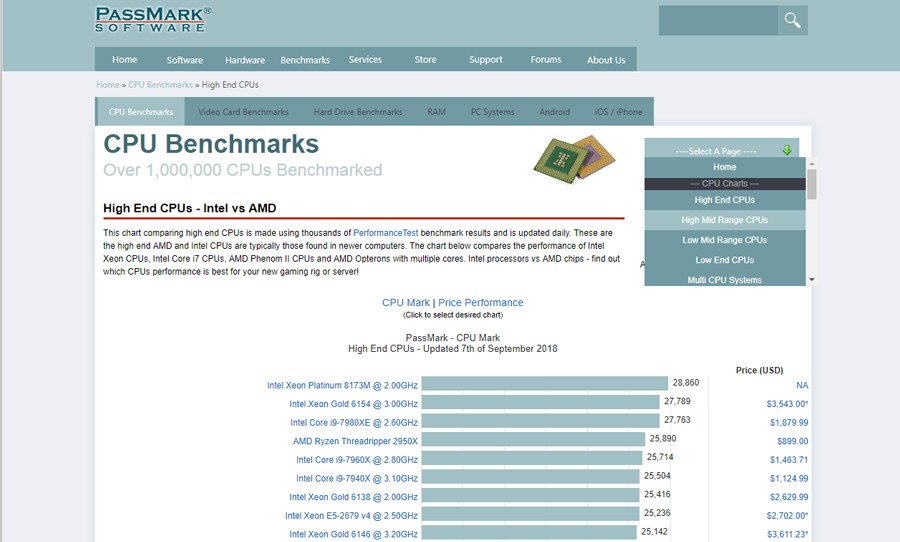 PASSMARK®
SOFTWARE
Home Software Hardware Benchmarks Services Store Support Forums About Us
Home » CPU Benchmarks » High End CPUs
CPU Benchmarks Video Card Benchmarks Hard Drive Benchmarks RAM PC Systems Android iOS / iPhone
CPU Benchmarks
Over 1,000,000 CPUs Benchmarked
----Select A Page ----
Home
--- CPU Charts ---
High End CPUs
High Mid Range CPUs
Low Mid Range CPUs
Low End CPUs
Multi CPU Systems
High End CPUs - Intel vs AMD
This chart comparing high end CPUs is made using thousands of PerformanceTest benchmark results and is updated daily. These are
the high end AMD and Intel CPUs are typically those found in newer computers. The chart below compares the performance of Intel
Xeon CPUs, Intel Core i7 CPUs, AMD Phenom II CPUs and AMD Opterons with multiple cores. Intel processors vs AMD chips - find out
which CPUs performance is best for your new gaming rig or server!
CPU Mark | Price Performance
(Click to select desired chart)
PassMark - CPU Mark
High End CPUs - Updated 7th of September 2018
Price (USD)
Intel Xeon Platinum 8173M @ 2.00GHz 28,860 NA
Intel Xeon Gold 6154 @ 3.00GHz 27,789 $3,543.00*
Intel Core i9-7980XE @ 2.60GHz 27,763 $1,879.99
AMD Ryzen Threadripper 2950X 25,890 $899.00
Intel Core i9-7960X @ 2.80GHz 25,714 $1,463.71
Intel Core i9-7940X @ 3.10GHz 25,504 $1,124.99
Intel Xeon Gold 6138 @ 2.00GHz 25,416 $2,629.99
Intel Xeon E5-2679 v4 @ 2.50GHz 25,236 $2,702.00*
Intel Xeon Gold 6146 @ 3.20GHz 25,142 $3,611.23*